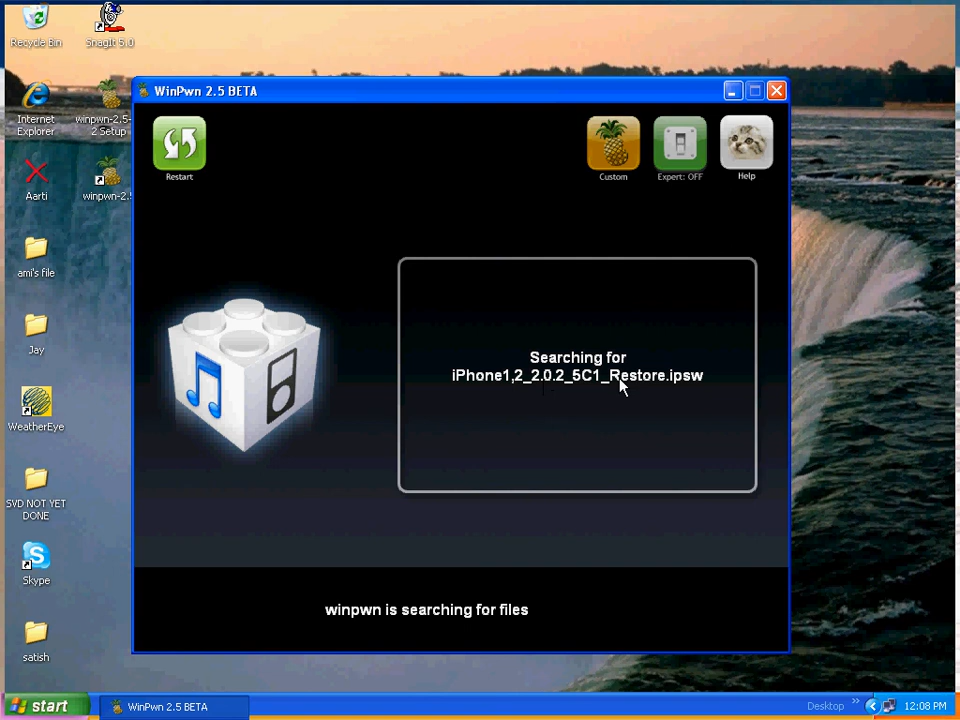 Recycle Bin
SnagIt 5.0
Internet
Explorer
winpwn-2.5-
2 Setup
Aarti
winpwn-2.5
ami's file
Jay
WeatherEye
SVD NOT YET
DONE
Skype
satish
WinPwn 2.5 BETA
Restart
Custom
Expert: OFF
Help
Searching for
iPhone1,2_2.0.2_5C1_Restore.ipsw
winpwn is searching for files
start
WinPwn 2.5 BETA
Desktop
12:08 PM